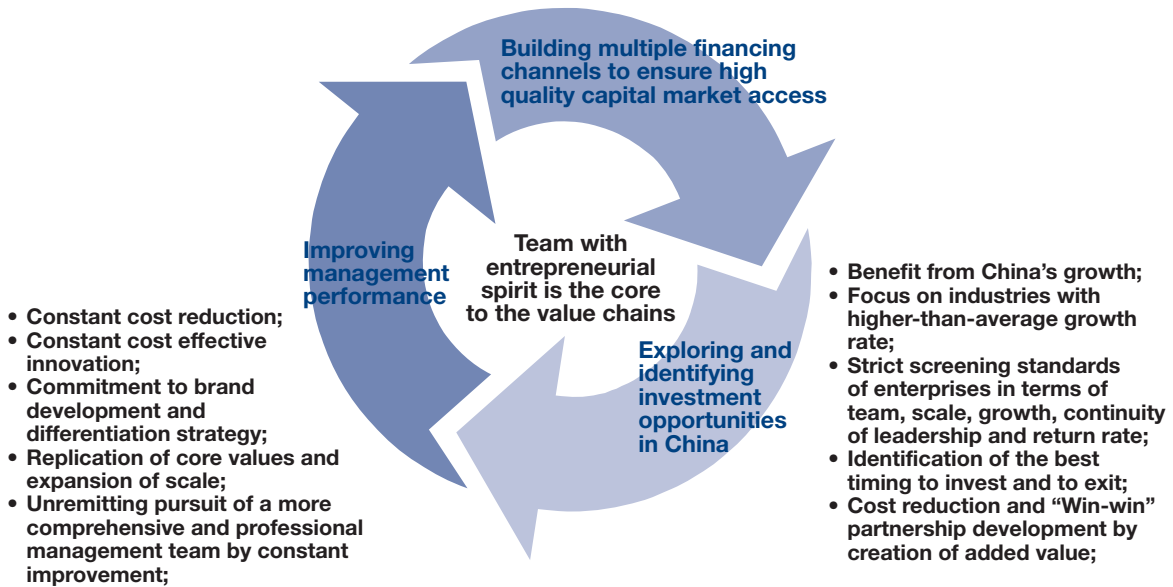 Building multiple financing
channels to ensure high
quality capital market access
Improving
management
performance
Team with
entrepreneurial
spirit is the core
to the value chains
Exploring and
identifying
investment
opportunities
in China
• Constant cost reduction;
• Constant cost effective
innovation;
• Commitment to brand
development and
differentiation strategy;
• Replication of core values and
expansion of scale;
• Unremitting pursuit of a more
comprehensive and professional
management team by constant
improvement;
• Benefit from China’s growth;
• Focus on industries with
higher-than-average growth
rate;
• Strict screening standards
of enterprises in terms of
team, scale, growth, continuity
of leadership and return rate;
• Identification of the best
timing to invest and to exit;
• Cost reduction and “Win-win”
partnership development by
creation of added value;